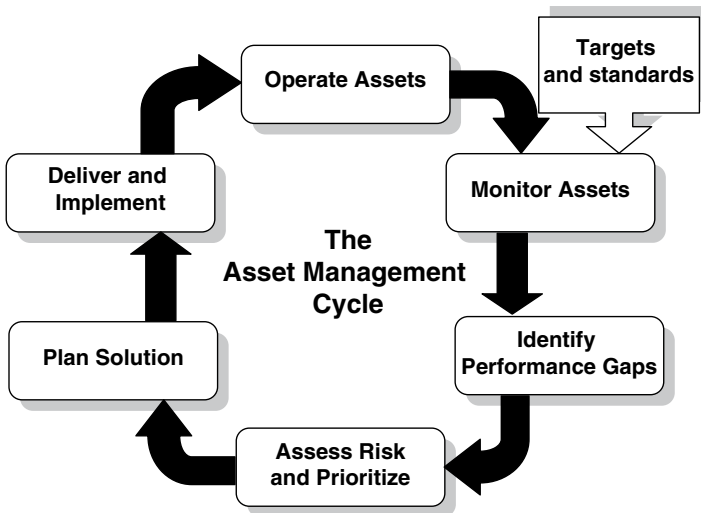 Targets
and standards
Operate Assets
Monitor Assets
Identify
Performance Gaps
Assess Risk
and Prioritize
Plan Solution
Deliver and
Implement
The
Asset Management
Cycle